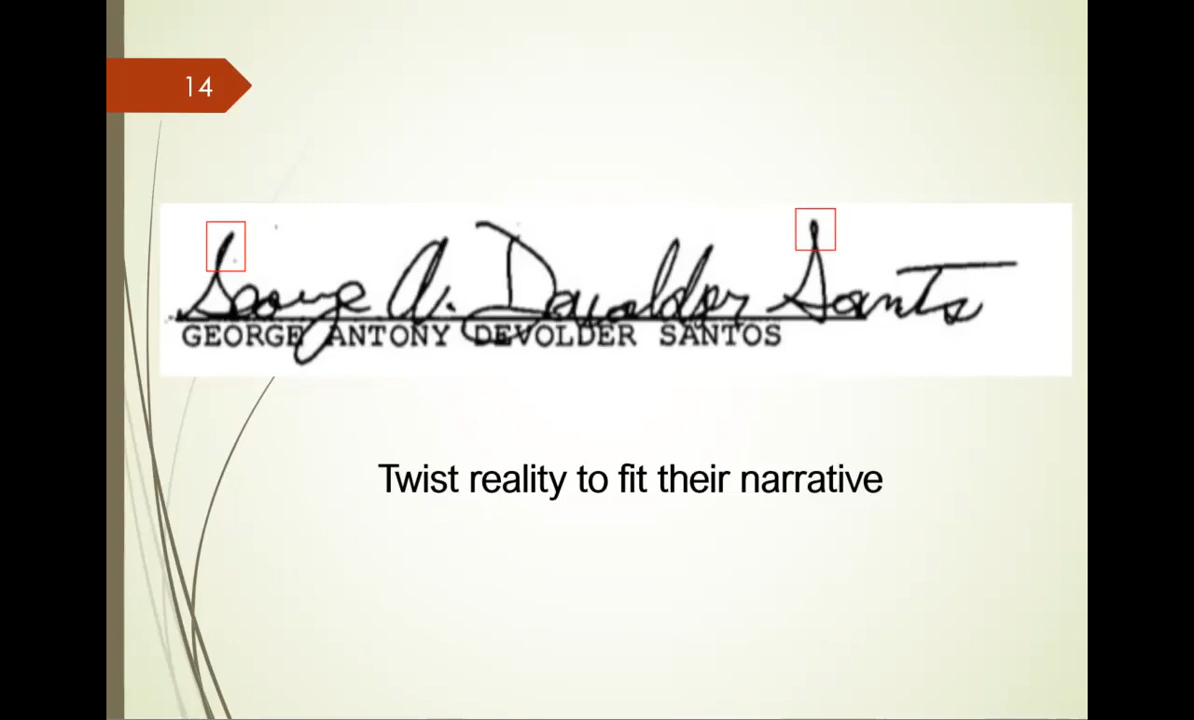 14
George A. Devolder Santos
GEORGE ANTONY DEVOLDER SANTOS
Twist reality to fit their narrative